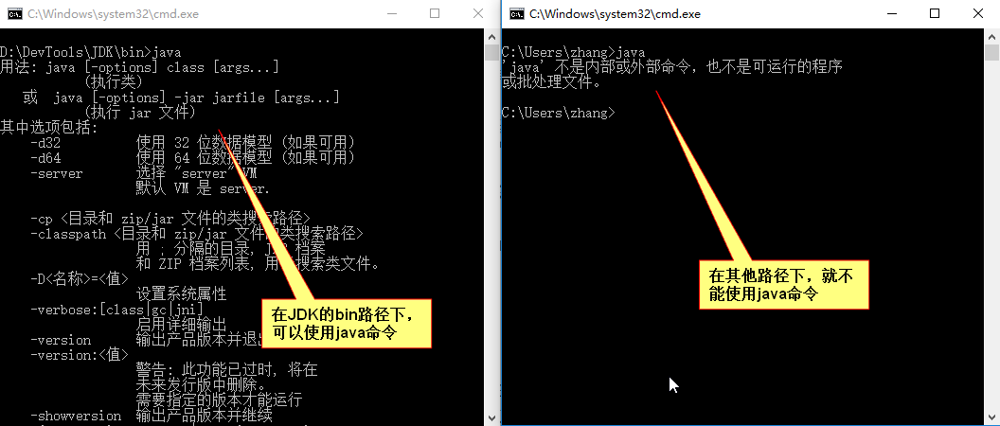 C:\Windows\system32\cmd.exe
D:\DevTools\JDK\bin>java
用法: java [-options] class [args...]
(执行类)
或 java [-options] -jar jarfile [args...]
(执行 jar 文件)
其中选项包括:
-d32 使用 32 位数据模型 (如果可用)
-d64 使用 64 位数据模型 (如果可用)
-server 选择 "server" VM
默认 VM 是 server.
-cp <目录和 zip/jar 文件的类搜索路径>
-classpath <目录和 zip/jar 文件的类搜索路径>
用 ; 分隔的目录, 档案
和 ZIP 档案列表, 用 搜索类文件。
-D<名称>=<值>
设置系统属性
-verbose:[class|gc|jni]
启用详细输出
-version 输出产品版本并退
-version:<值>
警告: 此功能已过时, 将在
未来发行版中删除。
需要指定的版本才能运行
-showversion 输出产品版本并继续
在JDK的bin路径下，
可以使用java命令
C:\Windows\system32\cmd.exe
C:\Users\zhang>java
'java' 不是内部或外部命令，也不是可运行的程序
或批处理文件。
C:\Users\zhang>
在其他路径下，就不
能使用java命令